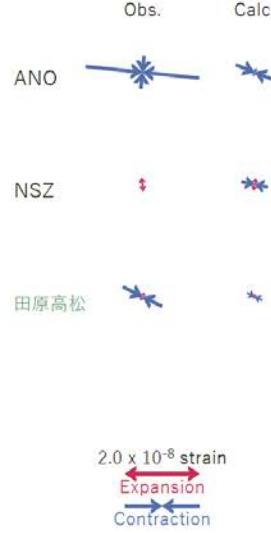 Obs. Calc
ANO
NSZ
田原高松
2.0 x 10⁻⁸ strain
Expansion
Contraction